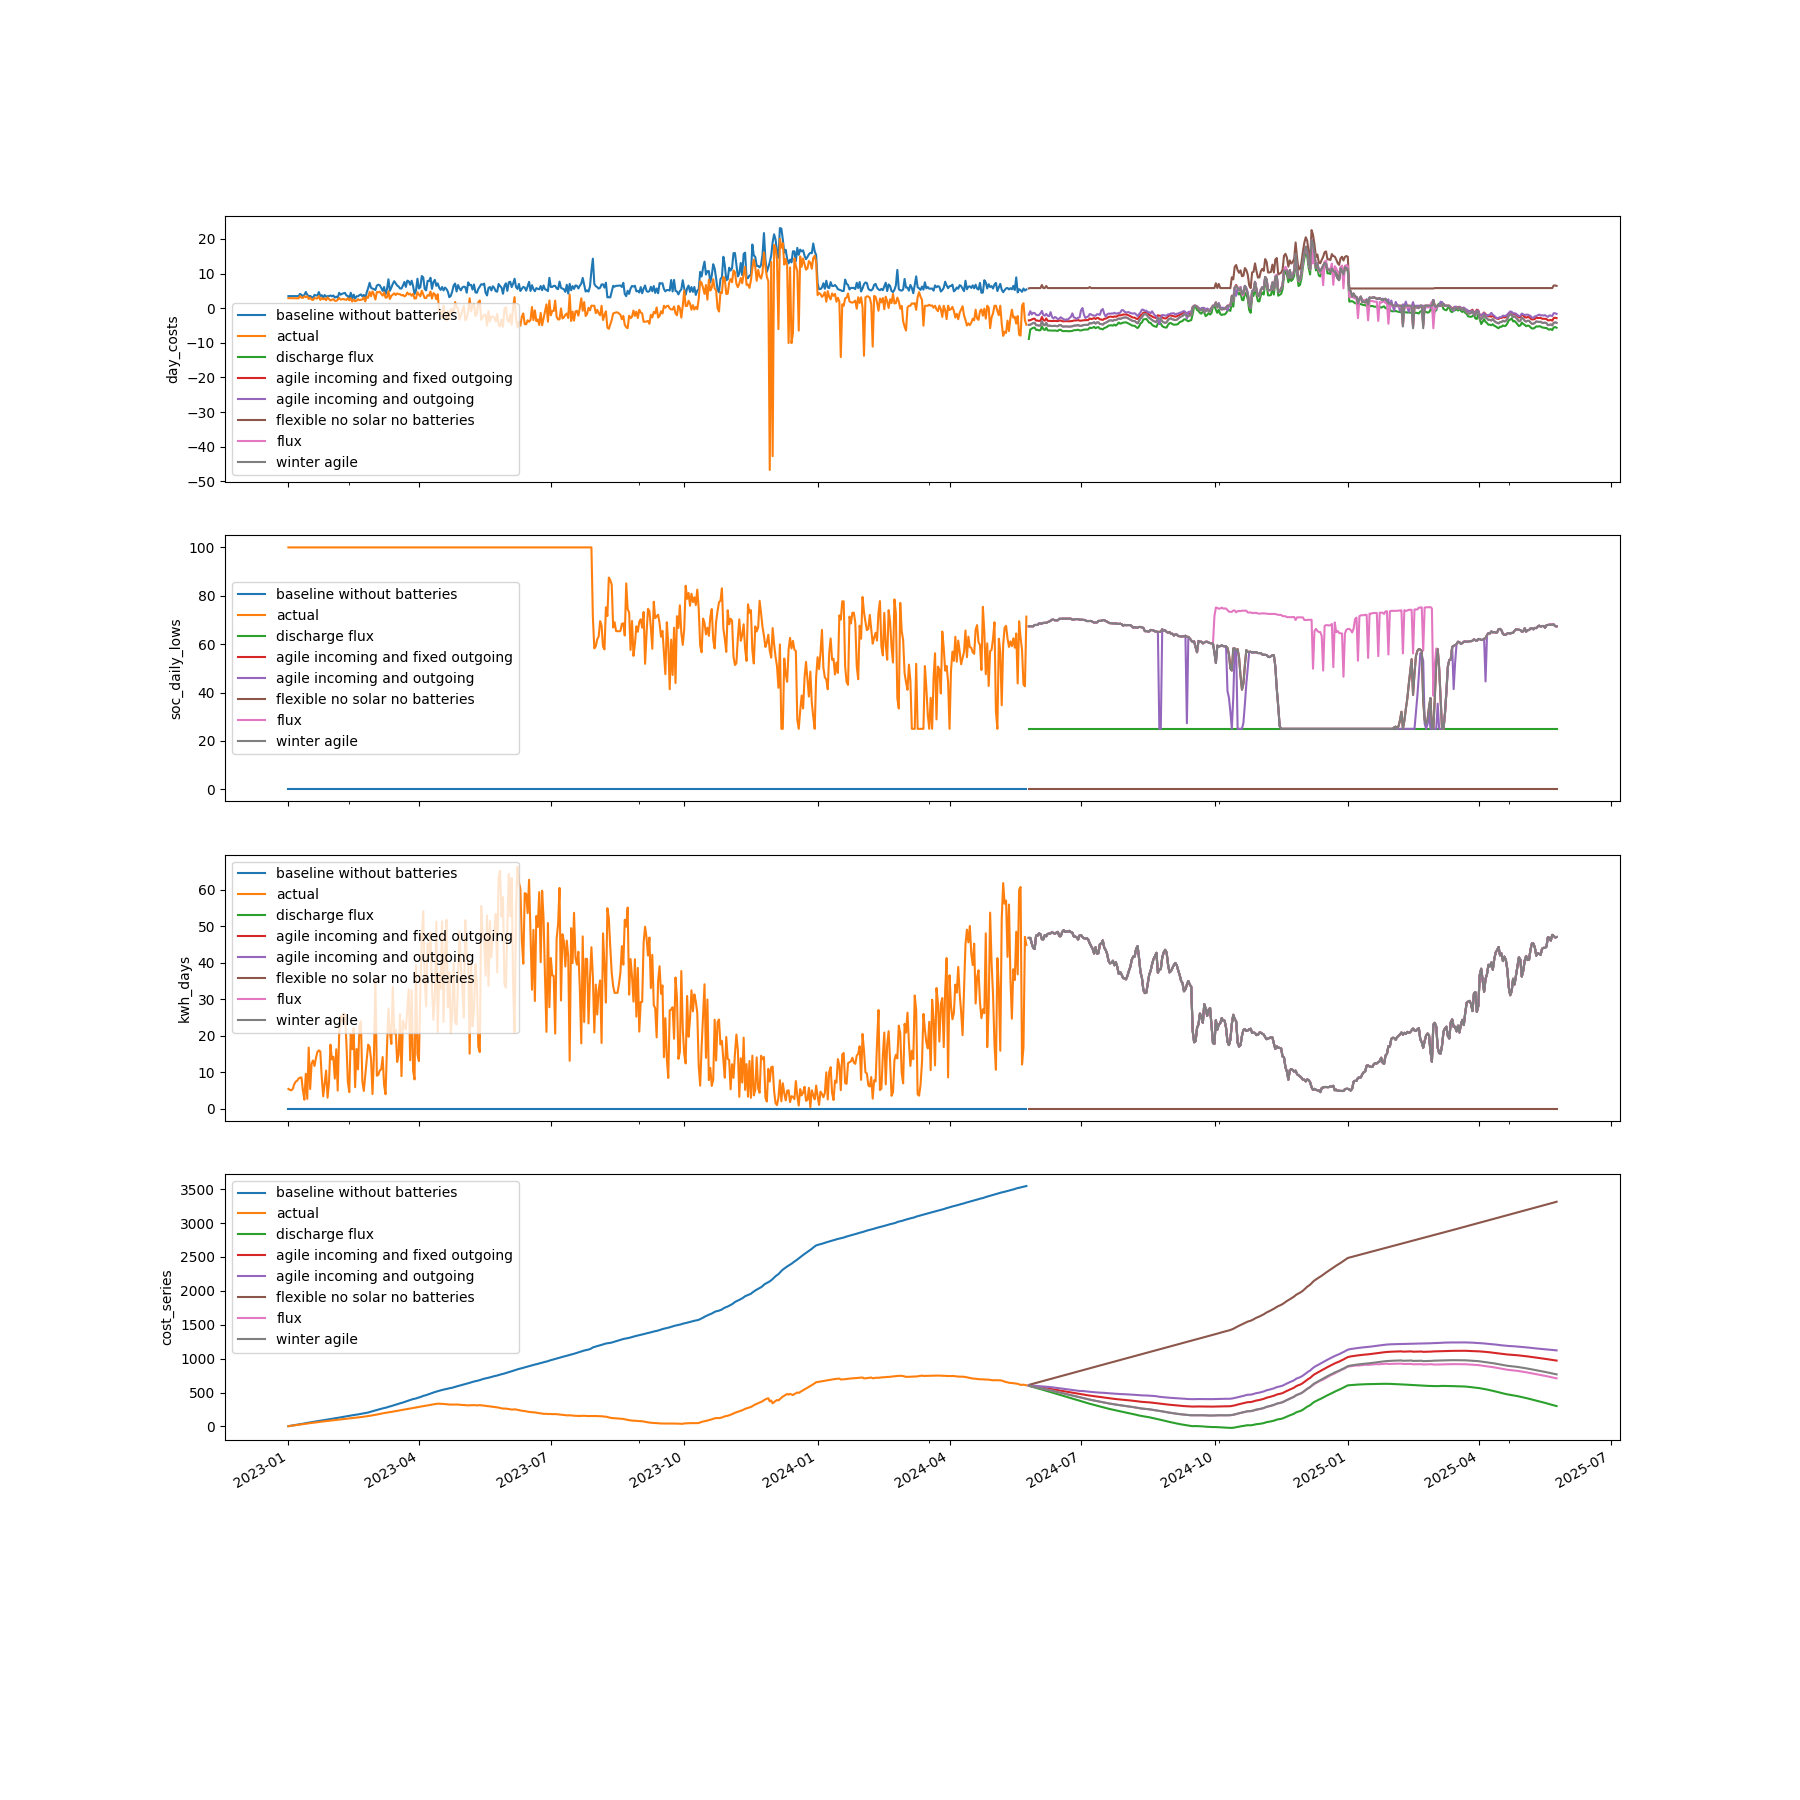 20
10
0
−10
−20
−30
−40
−50
day_costs
baseline without batteries
actual
discharge flux
agile incoming and fixed outgoing
agile incoming and outgoing
flexible no solar no batteries
flux
winter agile
100
80
60
40
20
0
soc_daily_lows
baseline without batteries
actual
discharge flux
agile incoming and fixed outgoing
agile incoming and outgoing
flexible no solar no batteries
flux
winter agile
60
50
40
30
20
10
0
kwh_days
baseline without batteries
actual
discharge flux
agile incoming and fixed outgoing
agile incoming and outgoing
flexible no solar no batteries
flux
winter agile
3500
3000
2500
2000
1500
1000
500
0
cost_series
baseline without batteries
actual
discharge flux
agile incoming and fixed outgoing
agile incoming and outgoing
flexible no solar no batteries
flux
winter agile
2023-01
2023-04
2023-07
2023-10
2024-01
2024-04
2024-07
2024-10
2025-01
2025-04
2025-07